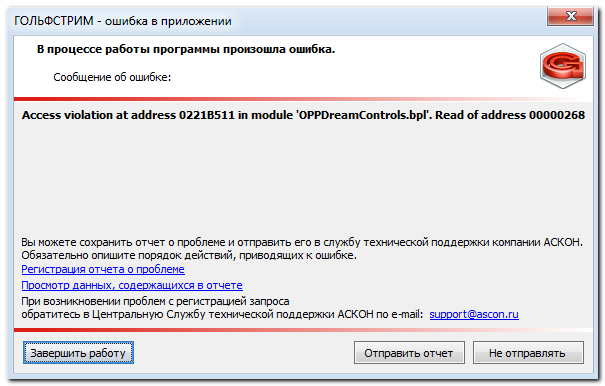 ГОЛЬФСТРИМ - ошибка в приложении
В процессе работы программы произошла ошибка.
Сообщение об ошибке:
Access violation at address 0221B511 in module 'OPPDreamControls.bpl'. Read of address 00000268
Вы можете сохранить отчет о проблеме и отправить его в службу технической поддержки компании АСКОН.
Обязательно опишите порядок действий, приводящих к ошибке.
Регистрация отчета о проблеме
Просмотр данных, содержащихся в отчете
При возникновении проблем с регистрацией запроса
обратитесь в Центральную Службу технической поддержки АСКОН по e-mail: support@ascon.ru
Завершить работу
Отправить отчет
Не отправлять